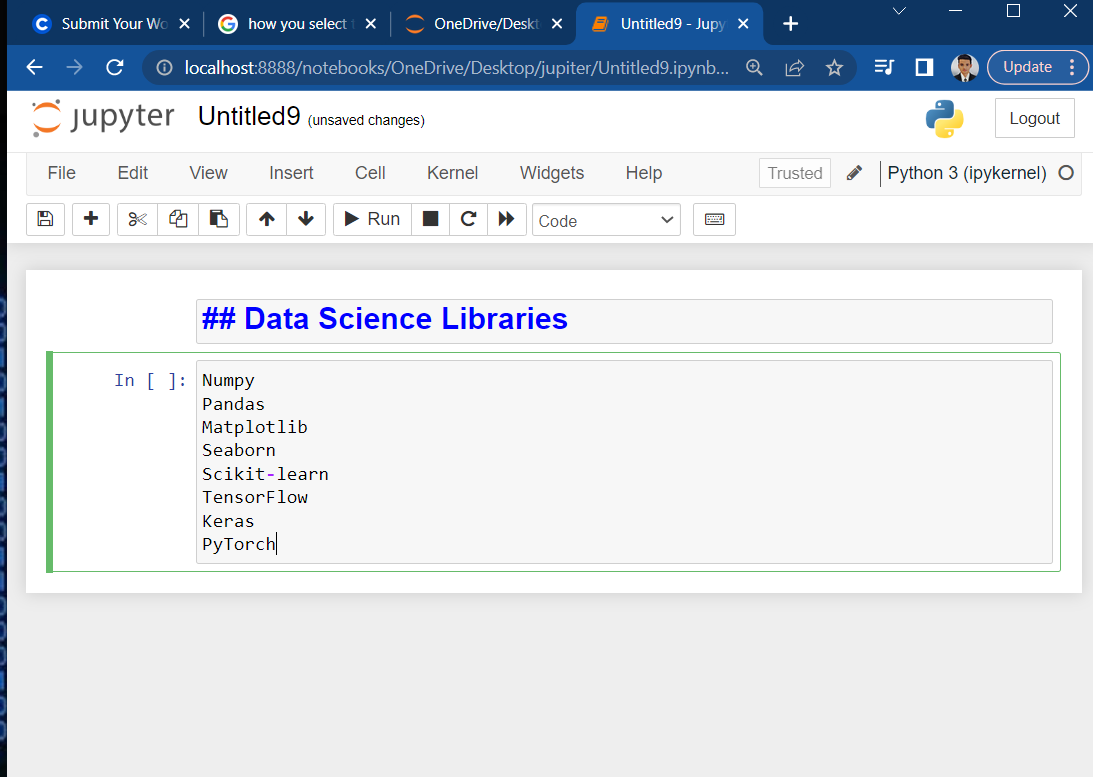 Submit Your Wo
how you select t
OneDrive/Deskt
Untitled9 - Jupy
localhost:8888/notebooks/OneDrive/Desktop/jupiter/Untitled9.ipynb...
Update
jupyter
Untitled9 (unsaved changes)
Logout
File Edit View Insert Cell Kernel Widgets Help
Trusted
Python 3 (ipykernel)
Run
Code
## Data Science Libraries
In [ ]:
Numpy
Pandas
Matplotlib
Seaborn
Scikit-learn
TensorFlow
Keras
PyTorch